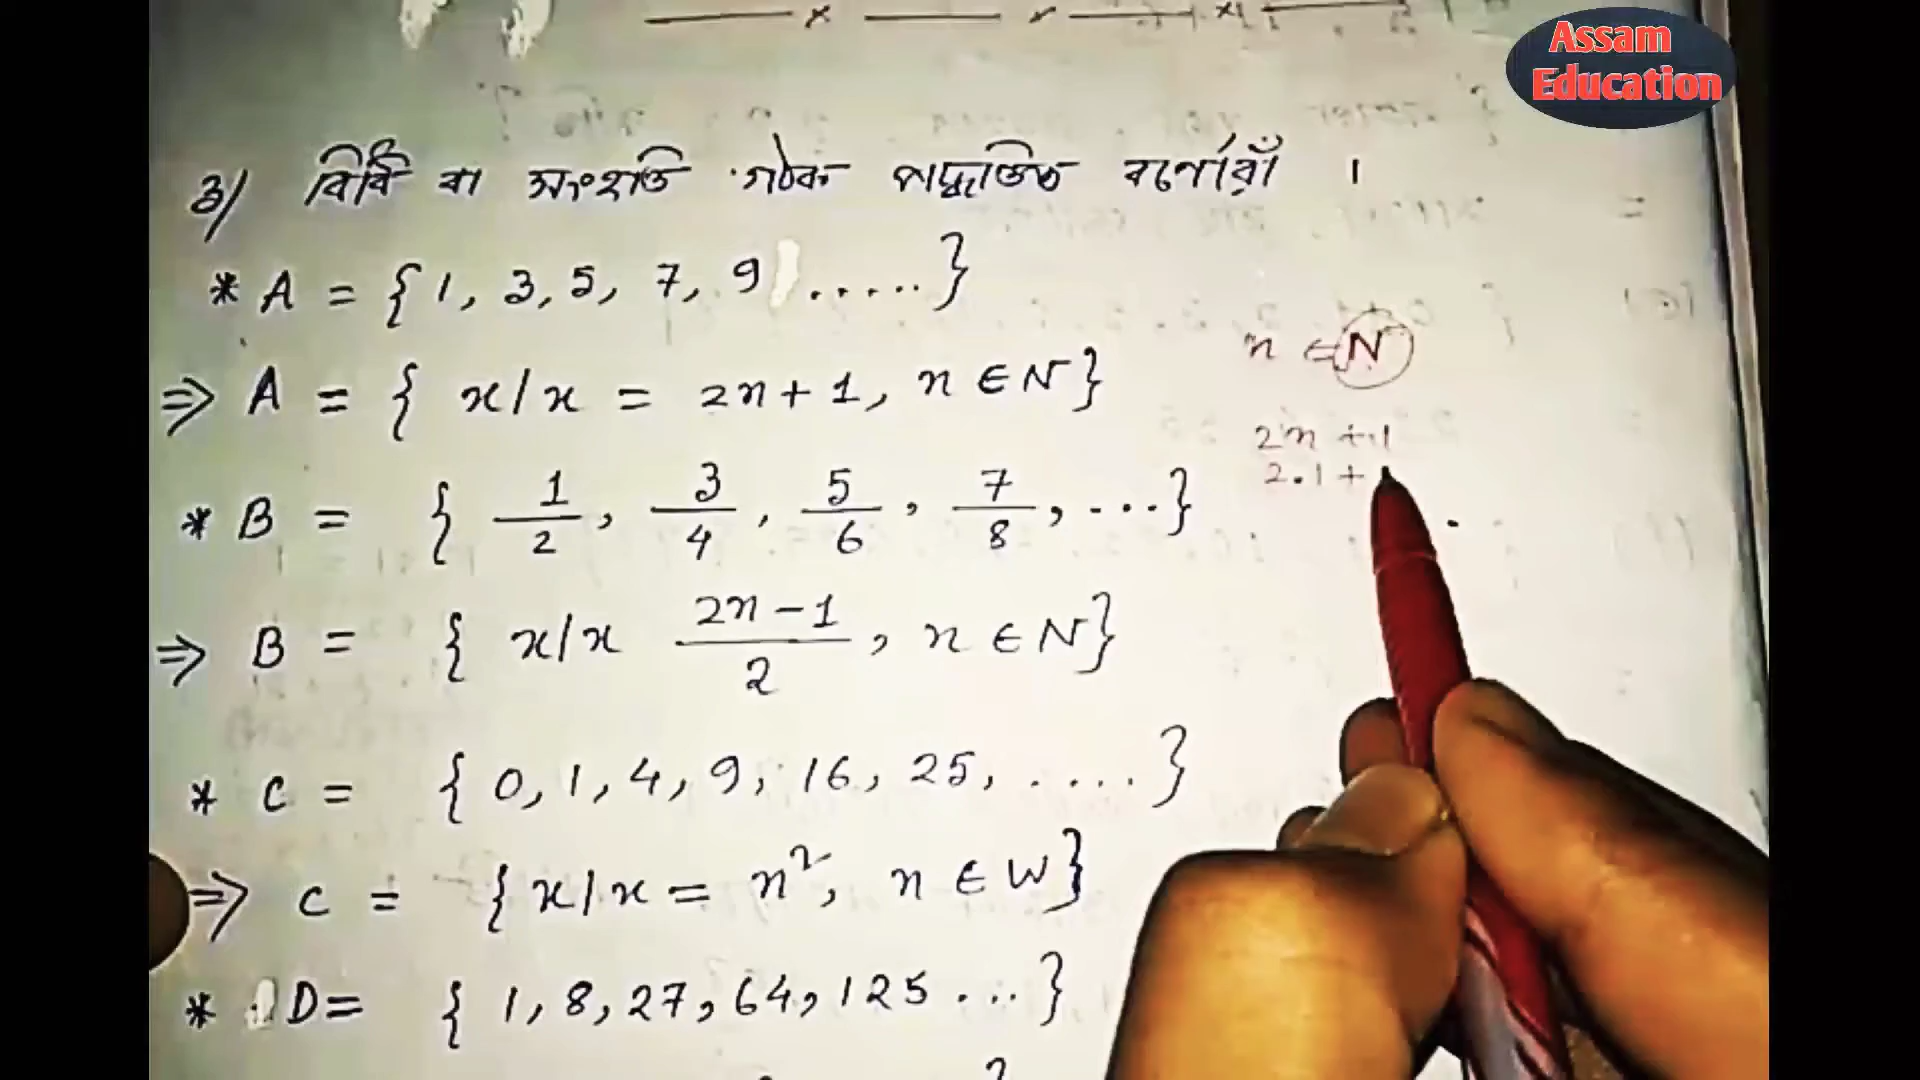 Assam
Education
3/ বিধি বা সংহতি গঠক পদ্ধতিত বৰ্ণোৱাঁ ।
* A = {1, 3, 5, 7, 9 .....}
⇒ A = { x/x = 2n+1, n ∈ N}
n ∈ N
2n + 1
2.1 +
* B = { 1/2, 3/4, 5/6, 7/8, ...}
⇒ B = { x/x (2n-1)/2, n ∈ N}
* C = { 0, 1, 4, 9, 16, 25, ....}
⇒ C = {x/x = n², n ∈ W}
* D= { 1, 8, 27, 64, 125 ...}